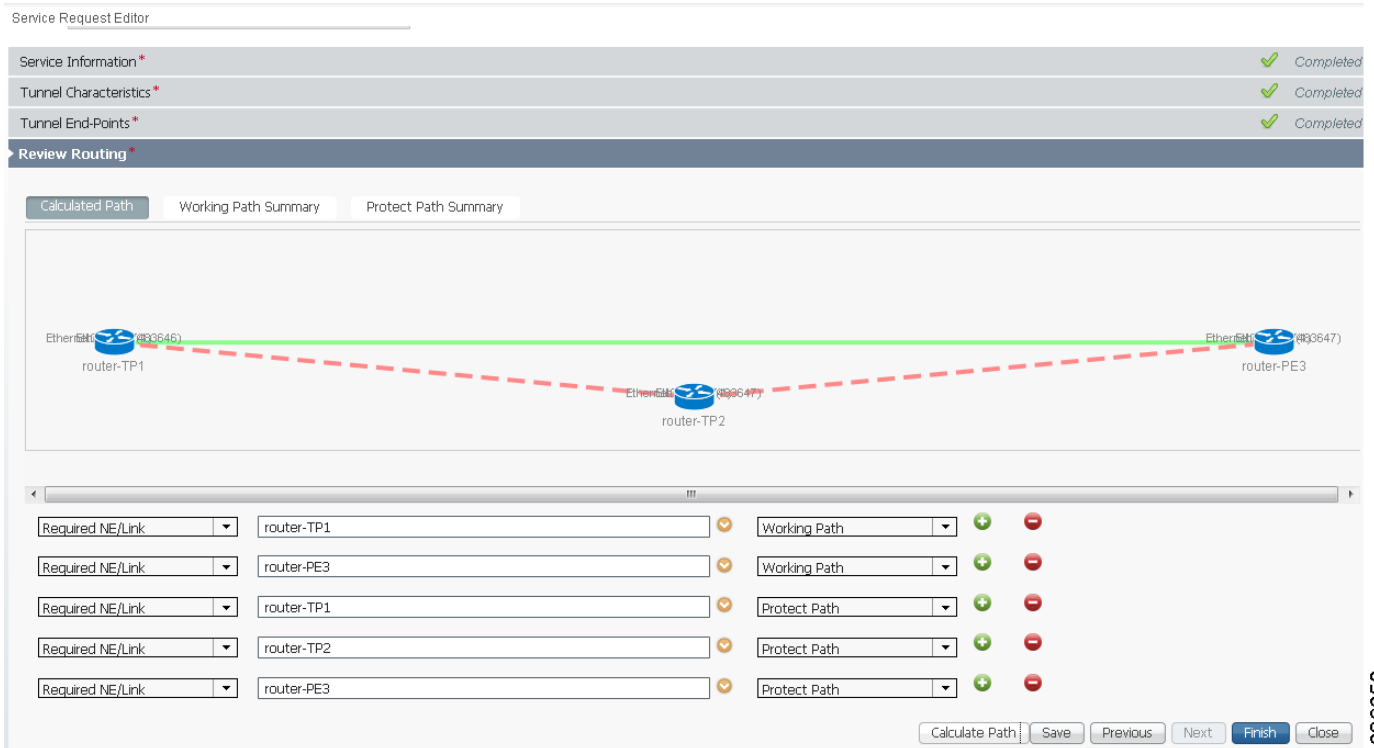 Service Request Editor
Service Information*
Completed
Tunnel Characteristics*
Completed
Tunnel End-Points*
Completed
Review Routing*
Calculated Path
Working Path Summary
Protect Path Summary
router-TP1
router-PE3
router-TP2
Required NE/Link router-TP1 Working Path
Required NE/Link router-PE3 Working Path
Required NE/Link router-TP1 Protect Path
Required NE/Link router-TP2 Protect Path
Required NE/Link router-PE3 Protect Path
Calculate Path Save Previous Next Finish Close